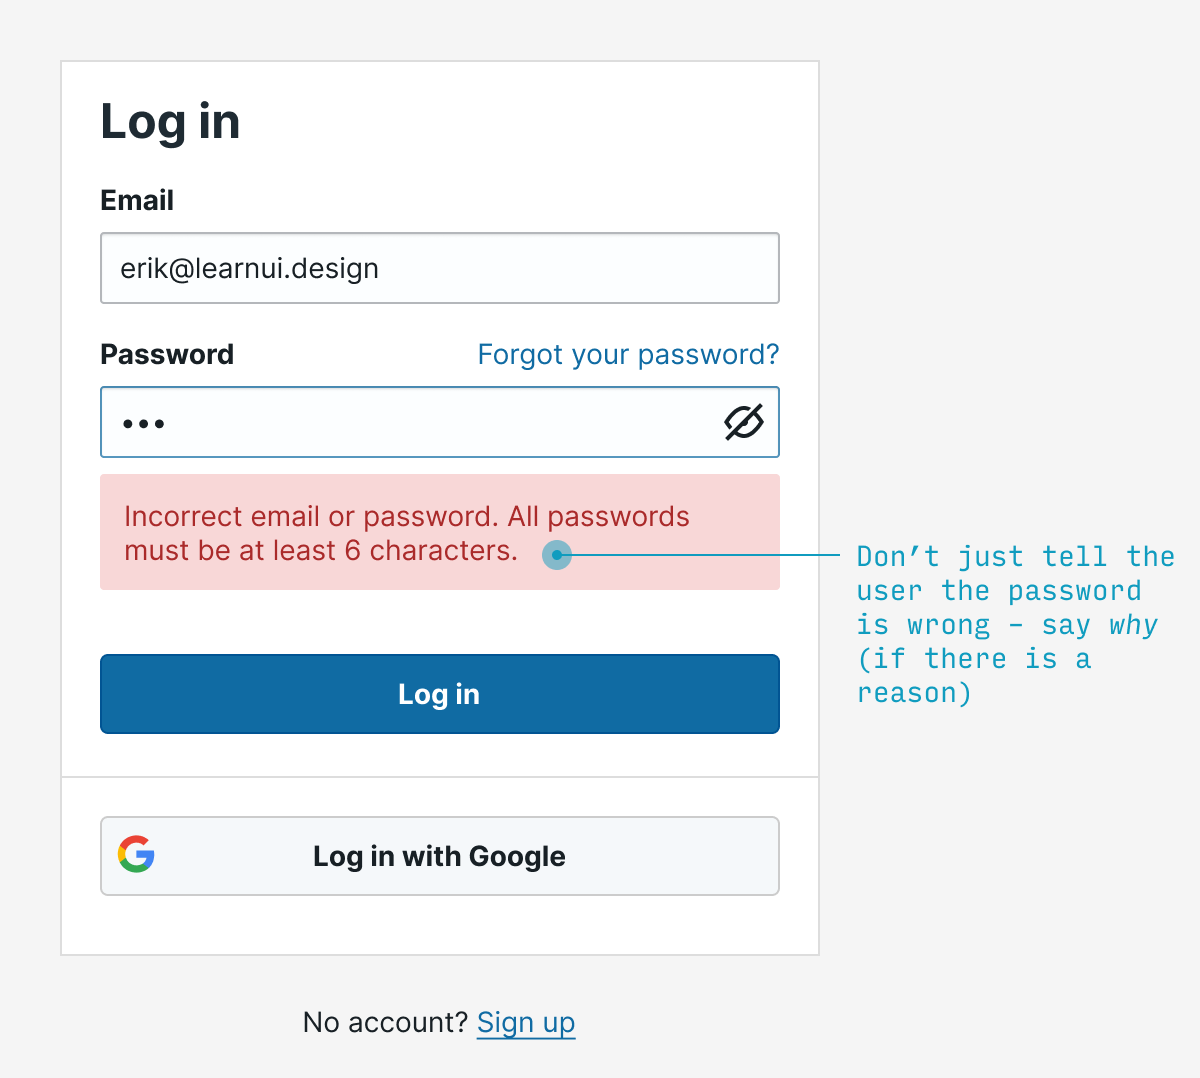 Log in
Email
erik@learnui.design
Password
Forgot your password?
Incorrect email or password. All passwords
must be at least 6 characters.
Don’t just tell the
user the password
is wrong – say why
(if there is a
reason)
Log in
Log in with Google
No account? Sign up